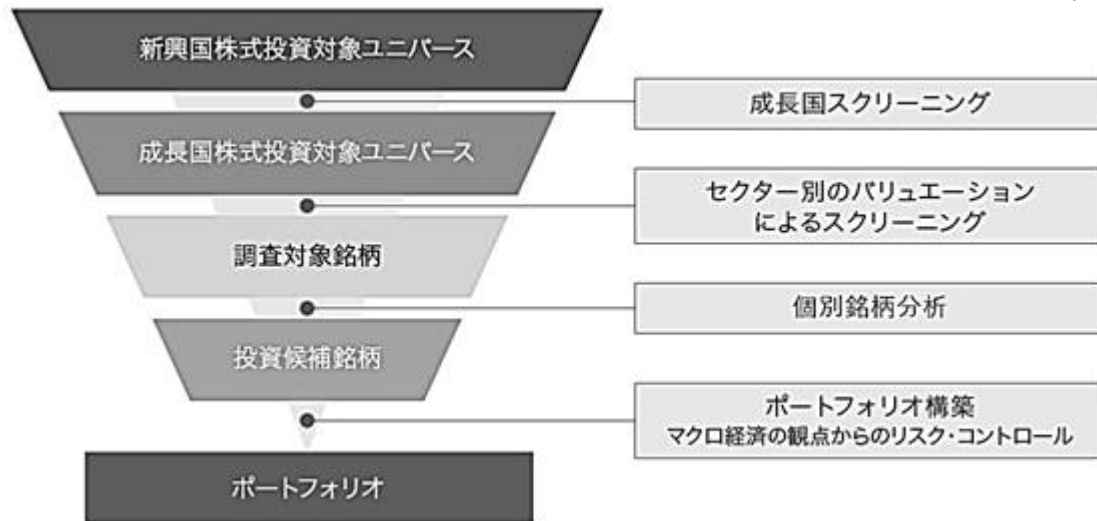 新興国株式投資対象ユニバース
成長国スクリーニング
成長国株式投資対象ユニバース
セクター別のバリュエーション
によるスクリーニング
調査対象銘柄
個別銘柄分析
投資候補銘柄
ポートフォリオ構築
マクロ経済の観点からのリスク・コントロール
ポートフォリオ